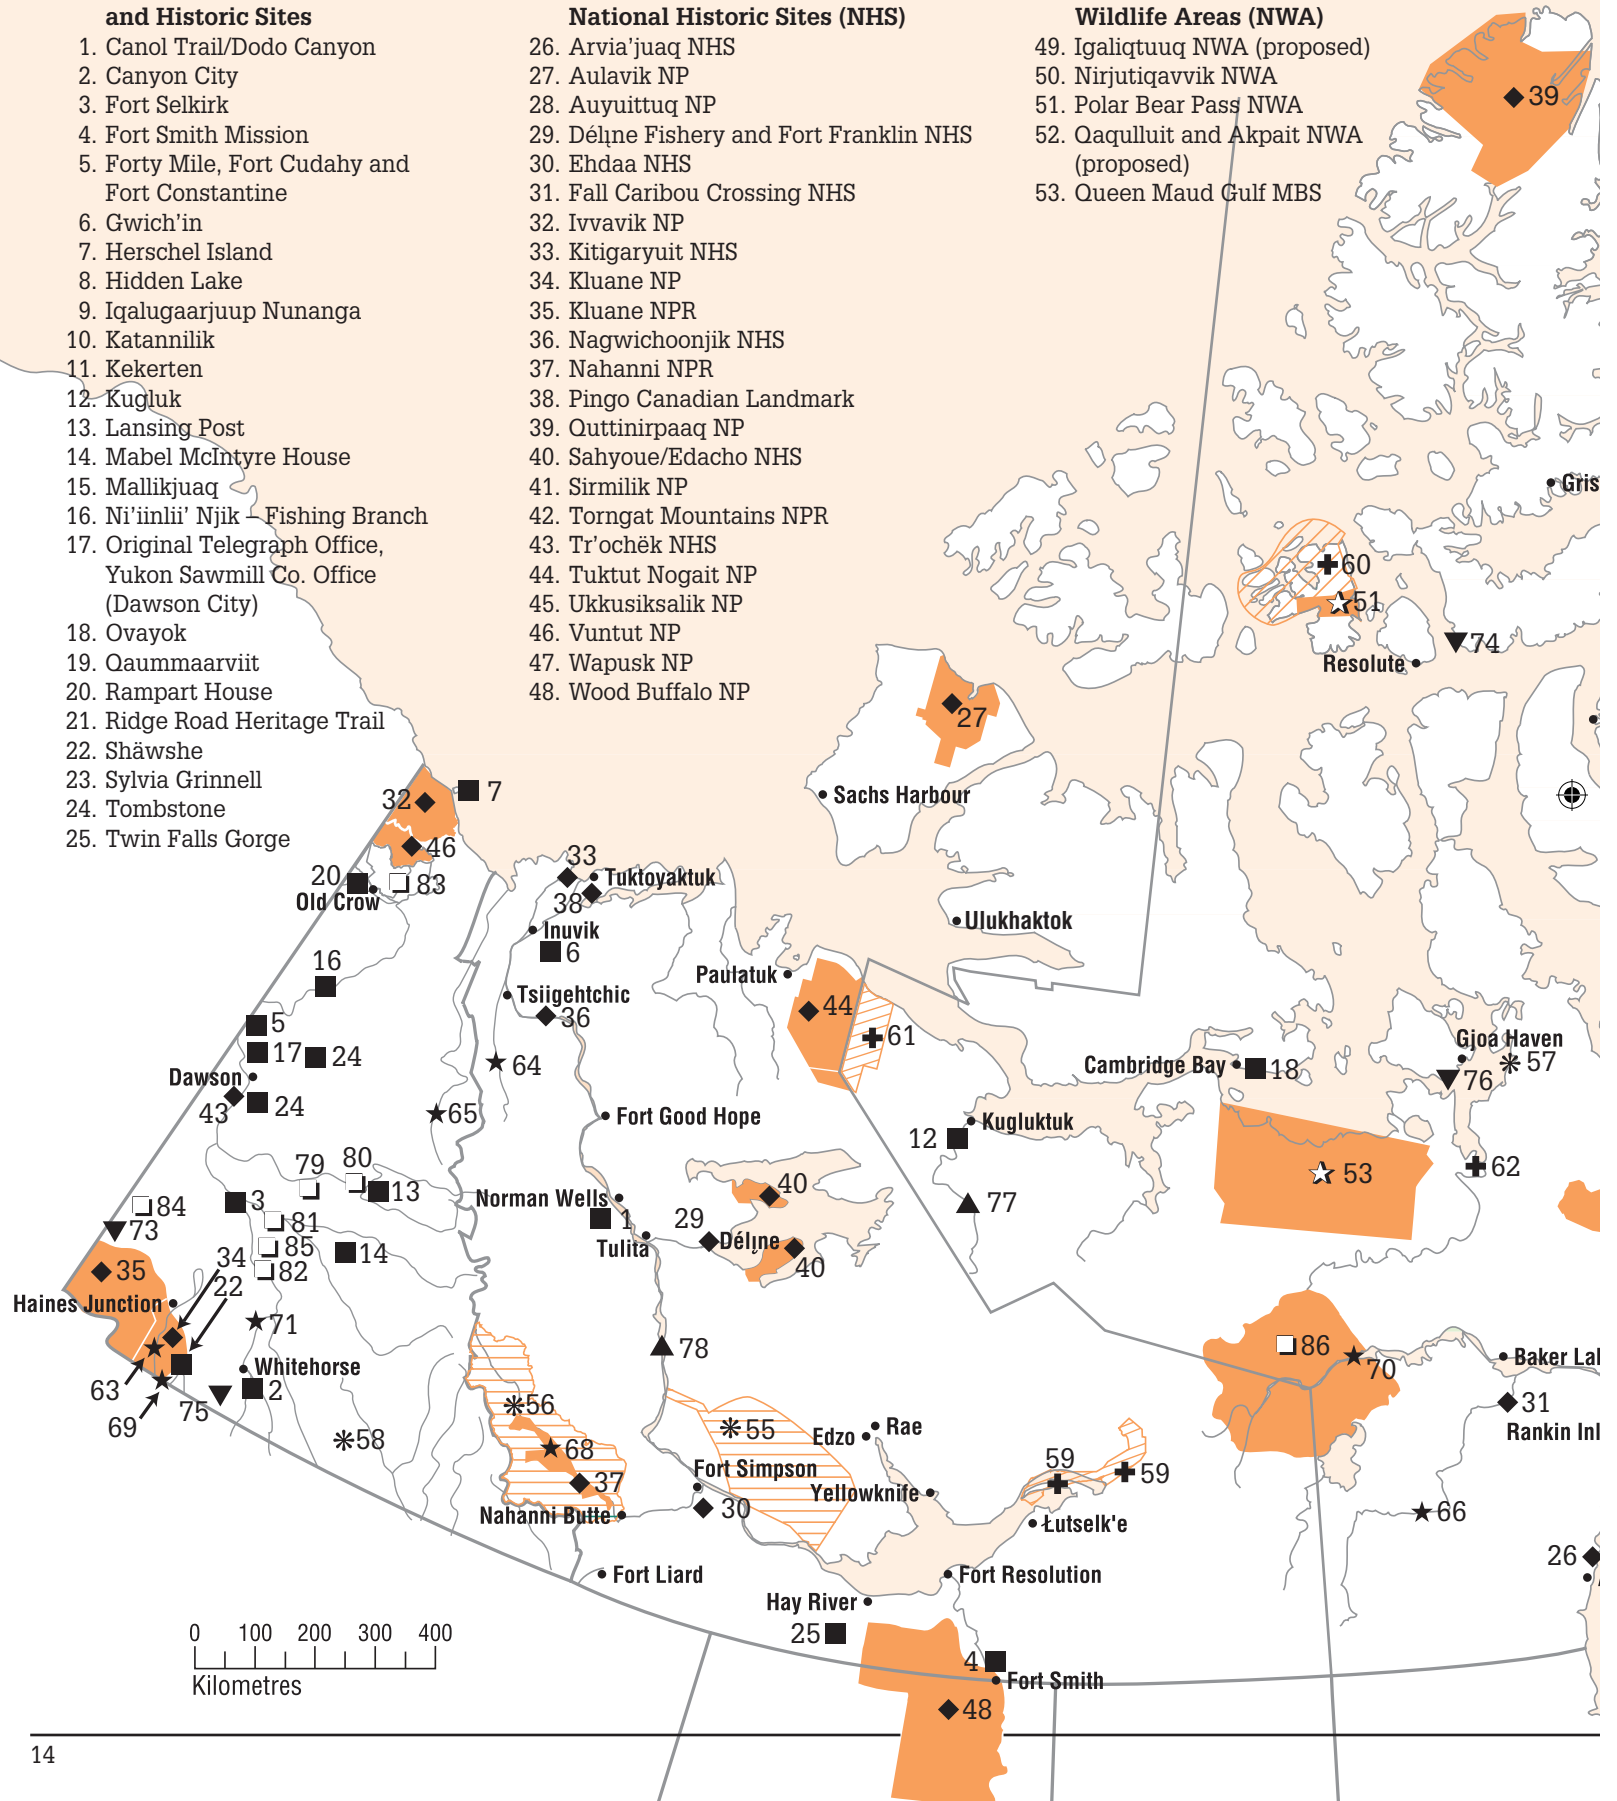 and Historic Sites
1. Canol Trail/Dodo Canyon
2. Canyon City
3. Fort Selkirk
4. Fort Smith Mission
5. Forty Mile, Fort Cudahy and
Fort Constantine
6. Gwich’in
7. Herschel Island
8. Hidden Lake
9. Iqalugaarjuup Nunanga
10. Katannilik
11. Kekerten
12. Kugluk
13. Lansing Post
14. Mabel McIntyre House
15. Mallikjuaq
16. Ni’iinlii’ Njik – Fishing Branch
17. Original Telegraph Office,
Yukon Sawmill Co. Office
(Dawson City)
18. Ovayok
19. Qaummaarviit
20. Rampart House
21. Ridge Road Heritage Trail
22. Shäwshe
23. Sylvia Grinnell
24. Tombstone
25. Twin Falls Gorge
National Historic Sites (NHS)
26. Arvia’juaq NHS
27. Aulavik NP
28. Auyuittuq NP
29. Délı̨ne Fishery and Fort Franklin NHS
30. Ehdaa NHS
31. Fall Caribou Crossing NHS
32. Ivvavik NP
33. Kitigaryuit NHS
34. Kluane NP
35. Kluane NPR
36. Nagwichoonjik NHS
37. Nahanni NPR
38. Pingo Canadian Landmark
39. Quttinirpaaq NP
40. Sahyoue/Edacho NHS
41. Sirmilik NP
42. Torngat Mountains NPR
43. Tr’ochëk NHS
44. Tuktut Nogait NP
45. Ukkusiksalik NP
46. Vuntut NP
47. Wapusk NP
48. Wood Buffalo NP
Wildlife Areas (NWA)
49. Igaliqtuuq NWA (proposed)
50. Nirjutiqavvik NWA
51. Polar Bear Pass NWA
52. Qaqulluit and Akpait NWA
(proposed)
53. Queen Maud Gulf MBS
39
60
51
74
Resolute
27
Sachs Harbour
32
7
46
20
83
Old Crow
33
Tuktoyaktuk
38
Inuvik
6
Ulukhaktok
16
Paulatuk
Tsiigehtchic
36
44
61
5
17
24
64
Gjoa Haven
57
Dawson
Cambridge Bay
18
76
43
24
65
Fort Good Hope
Kugluktuk
12
79
80
13
53
62
40
84
3
Norman Wells
1
77
73
81
29
Délı̨ne
85
14
Tulita
34
40
35
82
22
Haines Junction
71
78
86
Baker Lal
70
63
Whitehorse
2
56
31
69
75
58
55
Rae
Edzo
Rankin Inl
68
59
59
Fort Simpson
37
Yellowknife
30
Nahanni Butte
66
Łutselk'e
26
Fort Liard
Fort Resolution
Hay River
25
0 100 200 300 400
Kilometres
4
Fort Smith
48
14